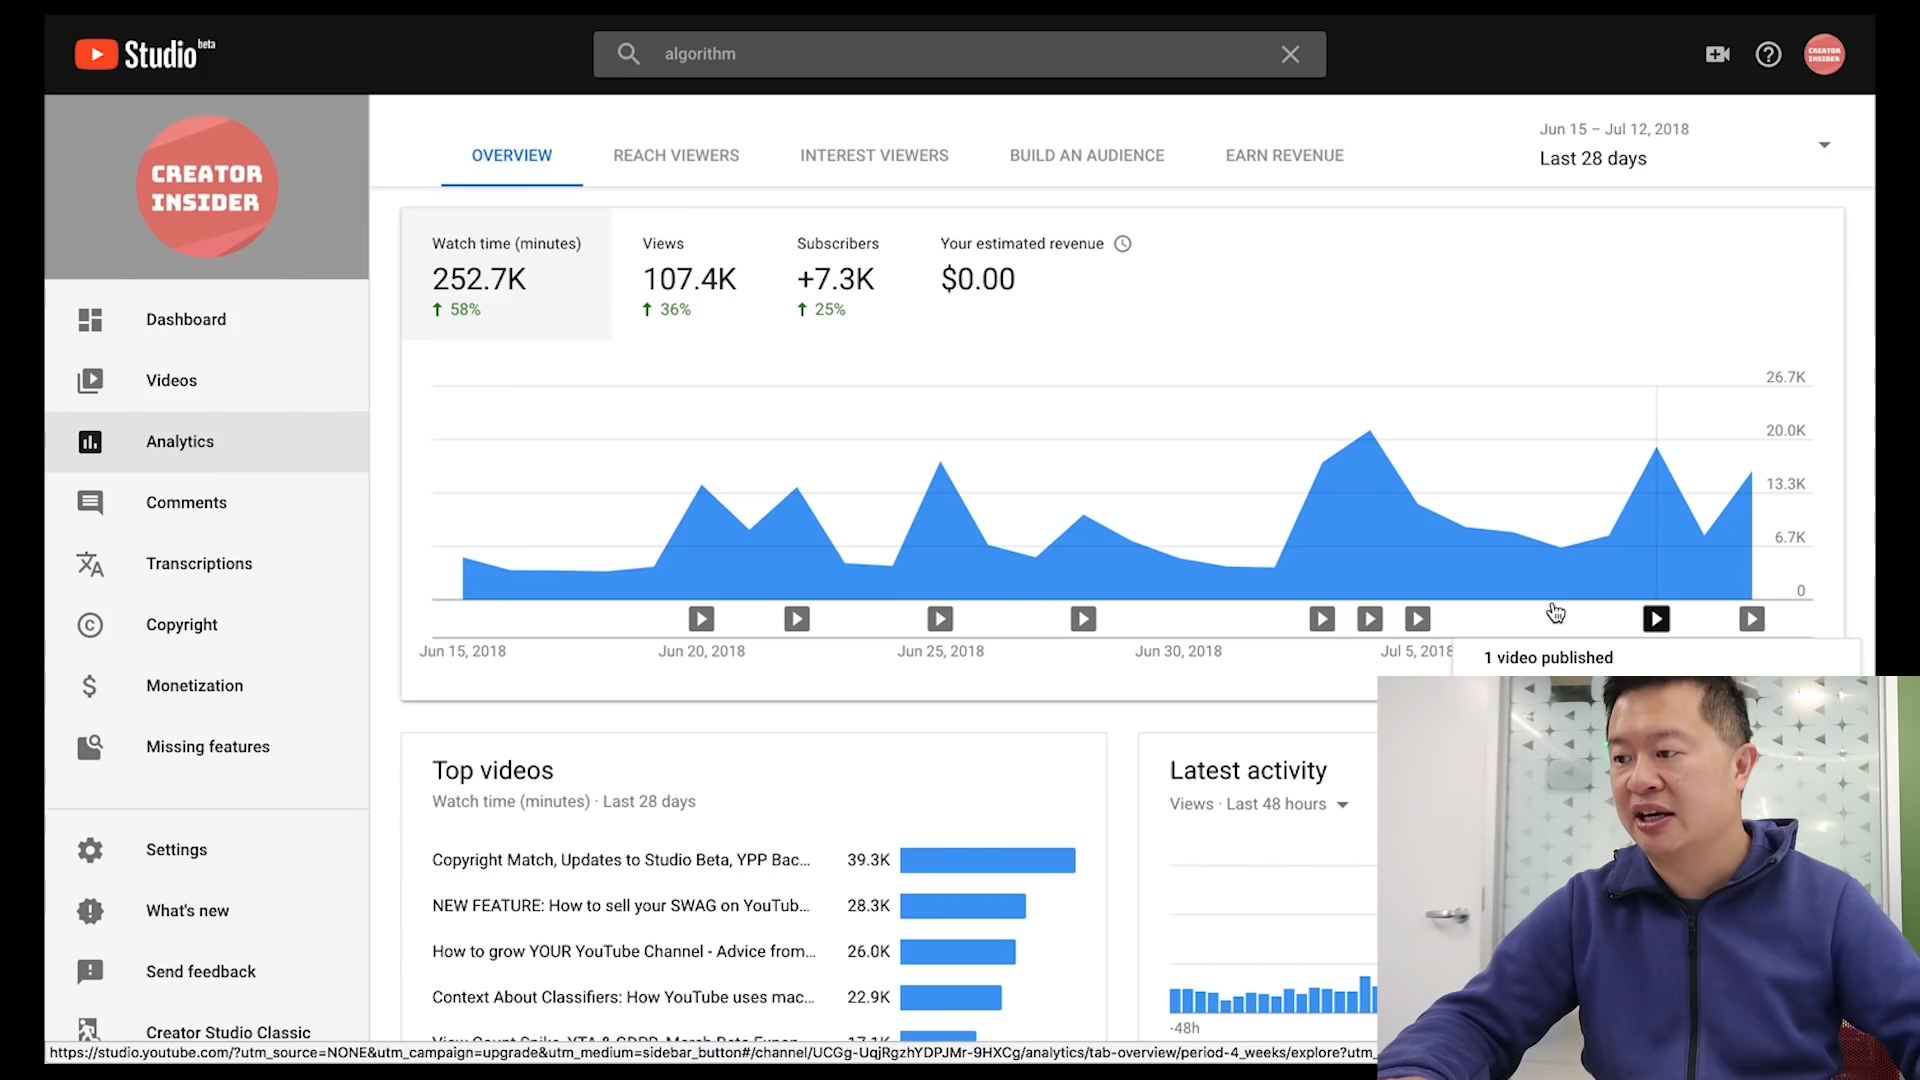 Studio beta
algorithm
CREATOR INSIDER
CREATOR
INSIDER
OVERVIEW
REACH VIEWERS
INTEREST VIEWERS
BUILD AN AUDIENCE
EARN REVENUE
Jun 15 – Jul 12, 2018
Last 28 days
Dashboard
Videos
Analytics
Comments
Transcriptions
Copyright
Monetization
Missing features
Settings
What's new
Send feedback
Creator Studio Classic
Watch time (minutes)
252.7K
58%
Views
107.4K
36%
Subscribers
+7.3K
25%
Your estimated revenue
$0.00
26.7K
20.0K
13.3K
6.7K
0
Jun 15, 2018
Jun 20, 2018
Jun 25, 2018
Jun 30, 2018
Jul 5, 2018
1 video published
Top videos
Watch time (minutes) · Last 28 days
Copyright Match, Updates to Studio Beta, YPP Bac... 39.3K
NEW FEATURE: How to sell your SWAG on YouTub... 28.3K
How to grow YOUR YouTube Channel - Advice from... 26.0K
Context About Classifiers: How YouTube uses mac... 22.9K
Latest activity
Views · Last 48 hours
-48h
https://studio.youtube.com/?utm_source=NONE&utm_campaign=upgrade&utm_medium=sidebar_button#/channel/UCGg-UqjRgzhYDPJMr-9HXCg/analytics/tab-overview/period-4_weeks/explore?utm_